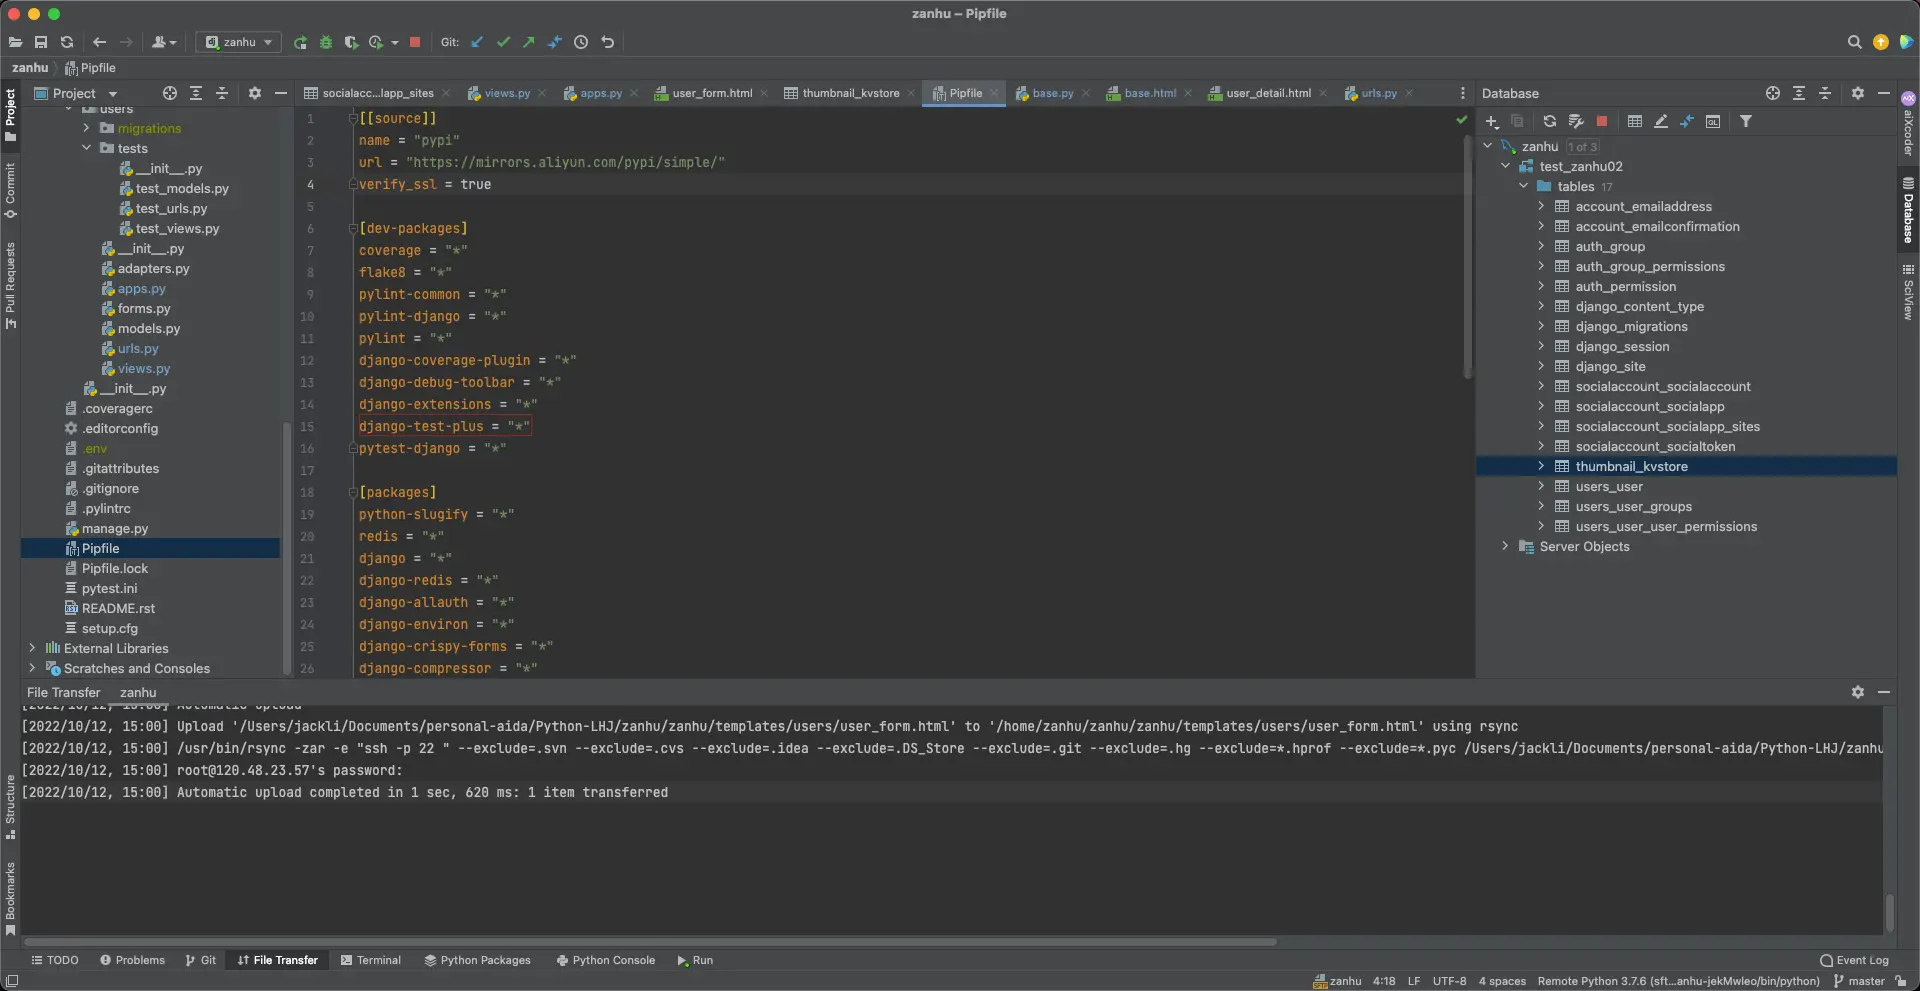 zanhu – Pipfile
zanhu
Git:
zanhu
Pipfile
Project
socialacc...lapp_sites
views.py
apps.py
user_form.html
thumbnail_kvstore
Pipfile
base.py
base.html
user_detail.html
urls.py
Database
Project
Commit
Pull Requests
Structure
Bookmarks
users
migrations
tests
__init__.py
test_models.py
test_urls.py
test_views.py
__init__.py
adapters.py
apps.py
forms.py
models.py
urls.py
views.py
__init__.py
.coveragerc
.editorconfig
.env
.gitattributes
.gitignore
.pylintrc
manage.py
Pipfile
Pipfile.lock
pytest.ini
README.rst
setup.cfg
External Libraries
Scratches and Consoles
1 [[source]]
2 name = "pypi"
3 url = "https://mirrors.aliyun.com/pypi/simple/"
4 verify_ssl = true
5
6 [dev-packages]
7 coverage = "*"
8 flake8 = "*"
9 pylint-common = "*"
10 pylint-django = "*"
11 pylint = "*"
12 django-coverage-plugin = "*"
13 django-debug-toolbar = "*"
14 django-extensions = "*"
15 django-test-plus = "*"
16 pytest-django = "*"
17
18 [packages]
19 python-slugify = "*"
20 redis = "*"
21 django = "*"
22 django-redis = "*"
23 django-allauth = "*"
24 django-environ = "*"
25 django-crispy-forms = "*"
26 django-compressor = "*"
zanhu 1 of 3
test_zanhu02
tables 17
account_emailaddress
account_emailconfirmation
auth_group
auth_group_permissions
auth_permission
django_content_type
django_migrations
django_session
django_site
socialaccount_socialaccount
socialaccount_socialapp
socialaccount_socialapp_sites
socialaccount_socialtoken
thumbnail_kvstore
users_user
users_user_groups
users_user_user_permissions
Server Objects
aiXcoder
Database
SciView
File Transfer
zanhu
[2022/10/12, 15:00] Automatic upload
[2022/10/12, 15:00] Upload '/Users/jackli/Documents/personal-aida/Python-LHJ/zanhu/zanhu/templates/users/user_form.html' to '/home/zanhu/zanhu/zanhu/templates/users/user_form.html' using rsync
[2022/10/12, 15:00] /usr/bin/rsync -zar -e "ssh -p 22 " --exclude=.svn --exclude=.cvs --exclude=.idea --exclude=.DS_Store --exclude=.git --exclude=.hg --exclude=*.hprof --exclude=*.pyc /Users/jackli/Documents/personal-aida/Python-LHJ/zanhu
[2022/10/12, 15:00] root@120.48.23.57's password:
[2022/10/12, 15:00] Automatic upload completed in 1 sec, 620 ms: 1 item transferred
TODO
Problems
Git
File Transfer
Terminal
Python Packages
Python Console
Run
Event Log
zanhu
4:18
LF
UTF-8
4 spaces
Remote Python 3.7.6 (sft...anhu-jekMwleo/bin/python)
master